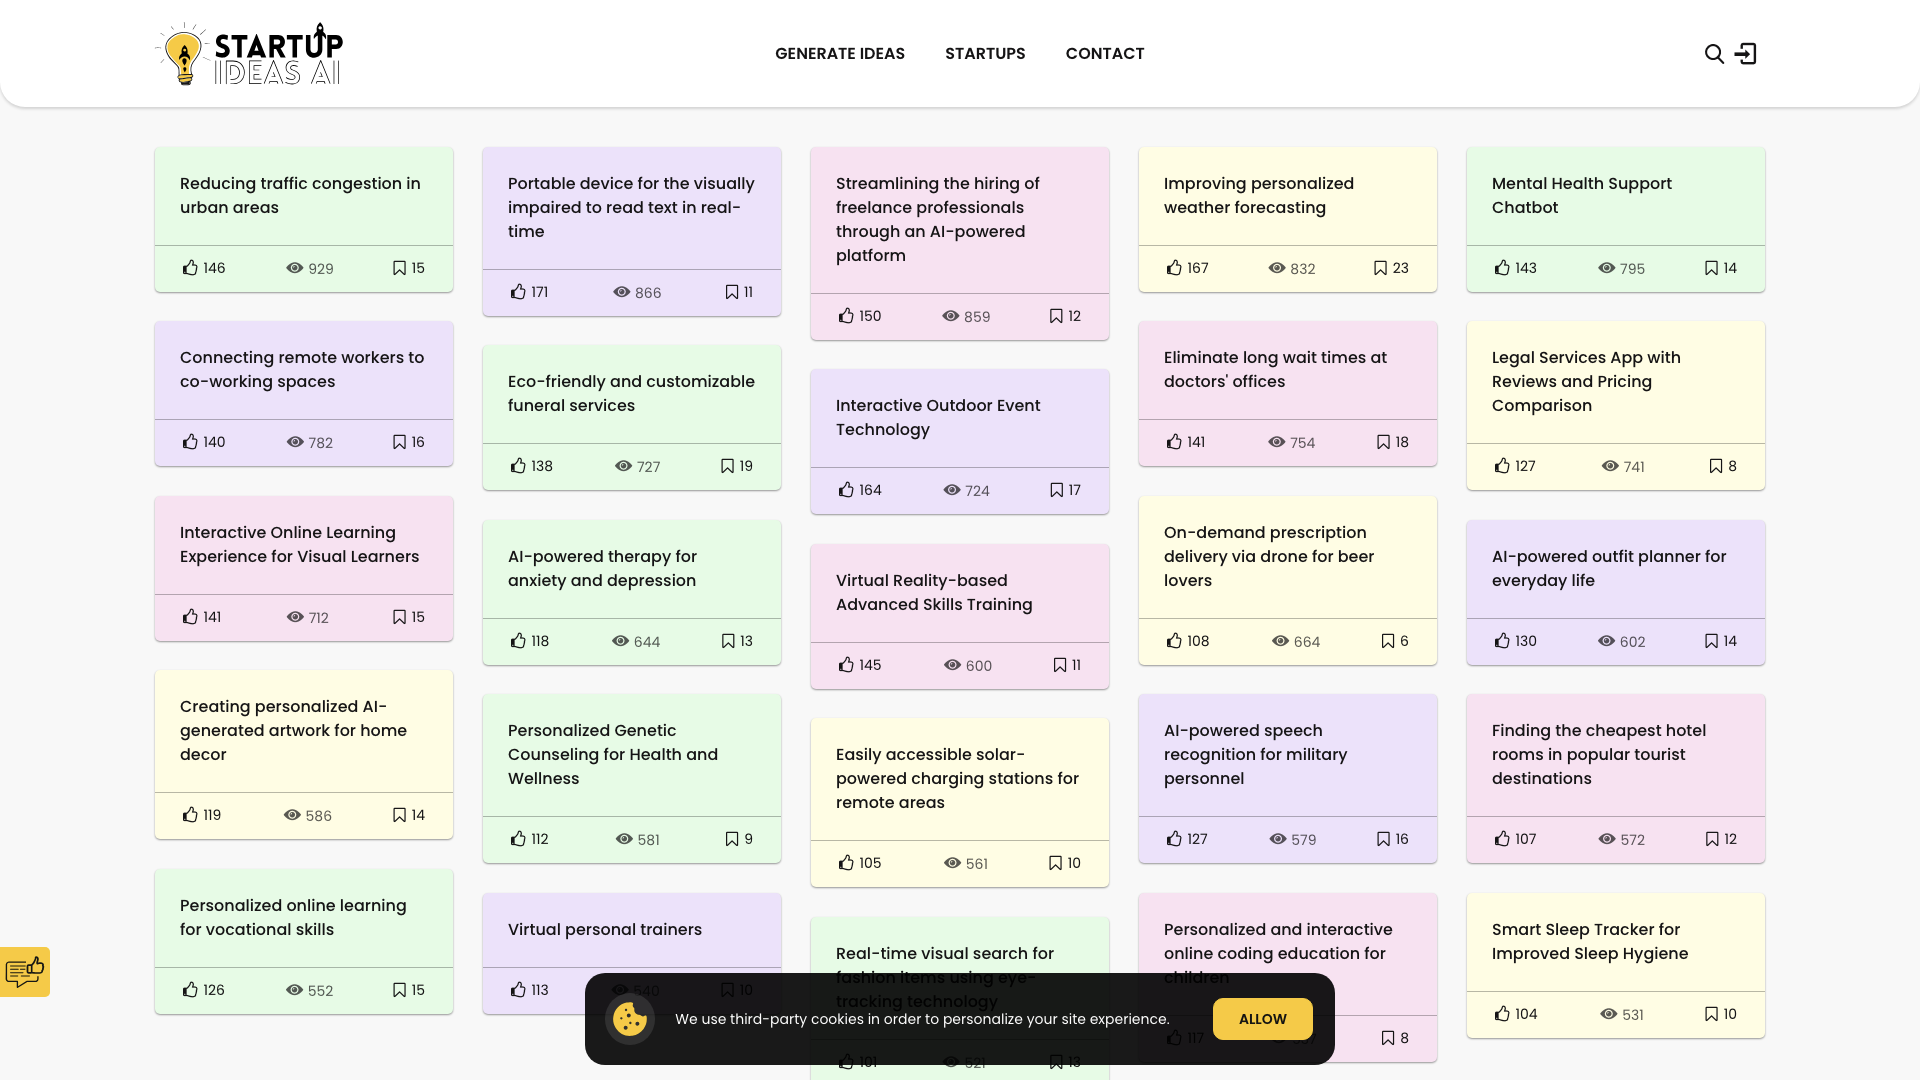 STARTUP
IDEAS AI
GENERATE IDEAS
STARTUPS
CONTACT
Reducing traffic congestion in
urban areas
146
929
15
Portable device for the visually
impaired to read text in real-
time
171
866
11
Streamlining the hiring of
freelance professionals
through an AI-powered
platform
150
859
12
Improving personalized
weather forecasting
167
832
23
Mental Health Support
Chatbot
143
795
14
Connecting remote workers to
co-working spaces
140
782
16
Eco-friendly and customizable
funeral services
138
727
19
Interactive Outdoor Event
Technology
164
724
17
Eliminate long wait times at
doctors' offices
141
754
18
Legal Services App with
Reviews and Pricing
Comparison
127
741
8
Interactive Online Learning
Experience for Visual Learners
141
712
15
AI-powered therapy for
anxiety and depression
118
644
13
Virtual Reality-based
Advanced Skills Training
145
600
11
On-demand prescription
delivery via drone for beer
lovers
108
664
6
AI-powered outfit planner for
everyday life
130
602
14
Creating personalized AI-
generated artwork for home
decor
119
586
14
Personalized Genetic
Counseling for Health and
Wellness
112
581
9
Easily accessible solar-
powered charging stations for
remote areas
105
561
10
AI-powered speech
recognition for military
personnel
127
579
16
Finding the cheapest hotel
rooms in popular tourist
destinations
107
572
12
Personalized online learning
for vocational skills
126
552
15
Virtual personal trainers
113
540
10
Real-time visual search for
fashion items using eye-
tracking technology
101
521
13
Personalized and interactive
online coding education for
children
117
8
Smart Sleep Tracker for
Improved Sleep Hygiene
104
531
10
We use third-party cookies in order to personalize your site experience.
ALLOW